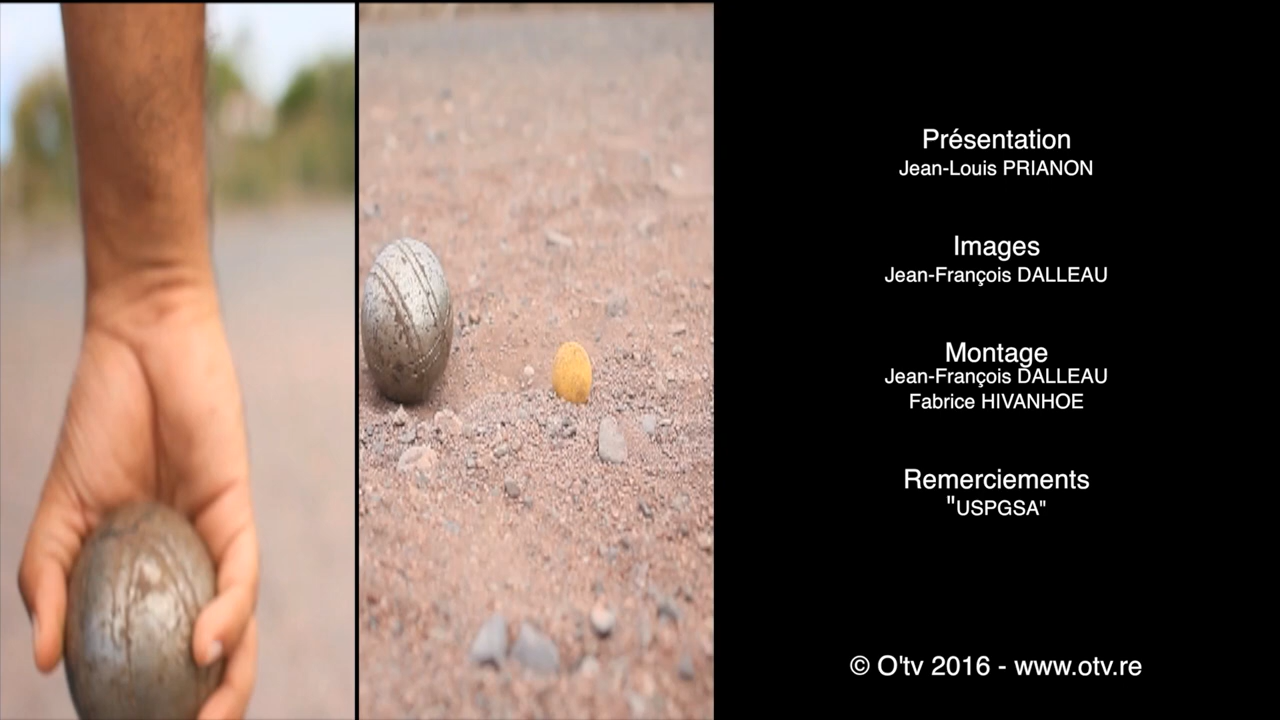 Présentation
Jean-Louis PRIANON
Images
Jean-François DALLEAU
Montage
Jean-François DALLEAU
Fabrice HIVANHOE
Remerciements
"USPGSA"
© O'tv 2016 - www.otv.re